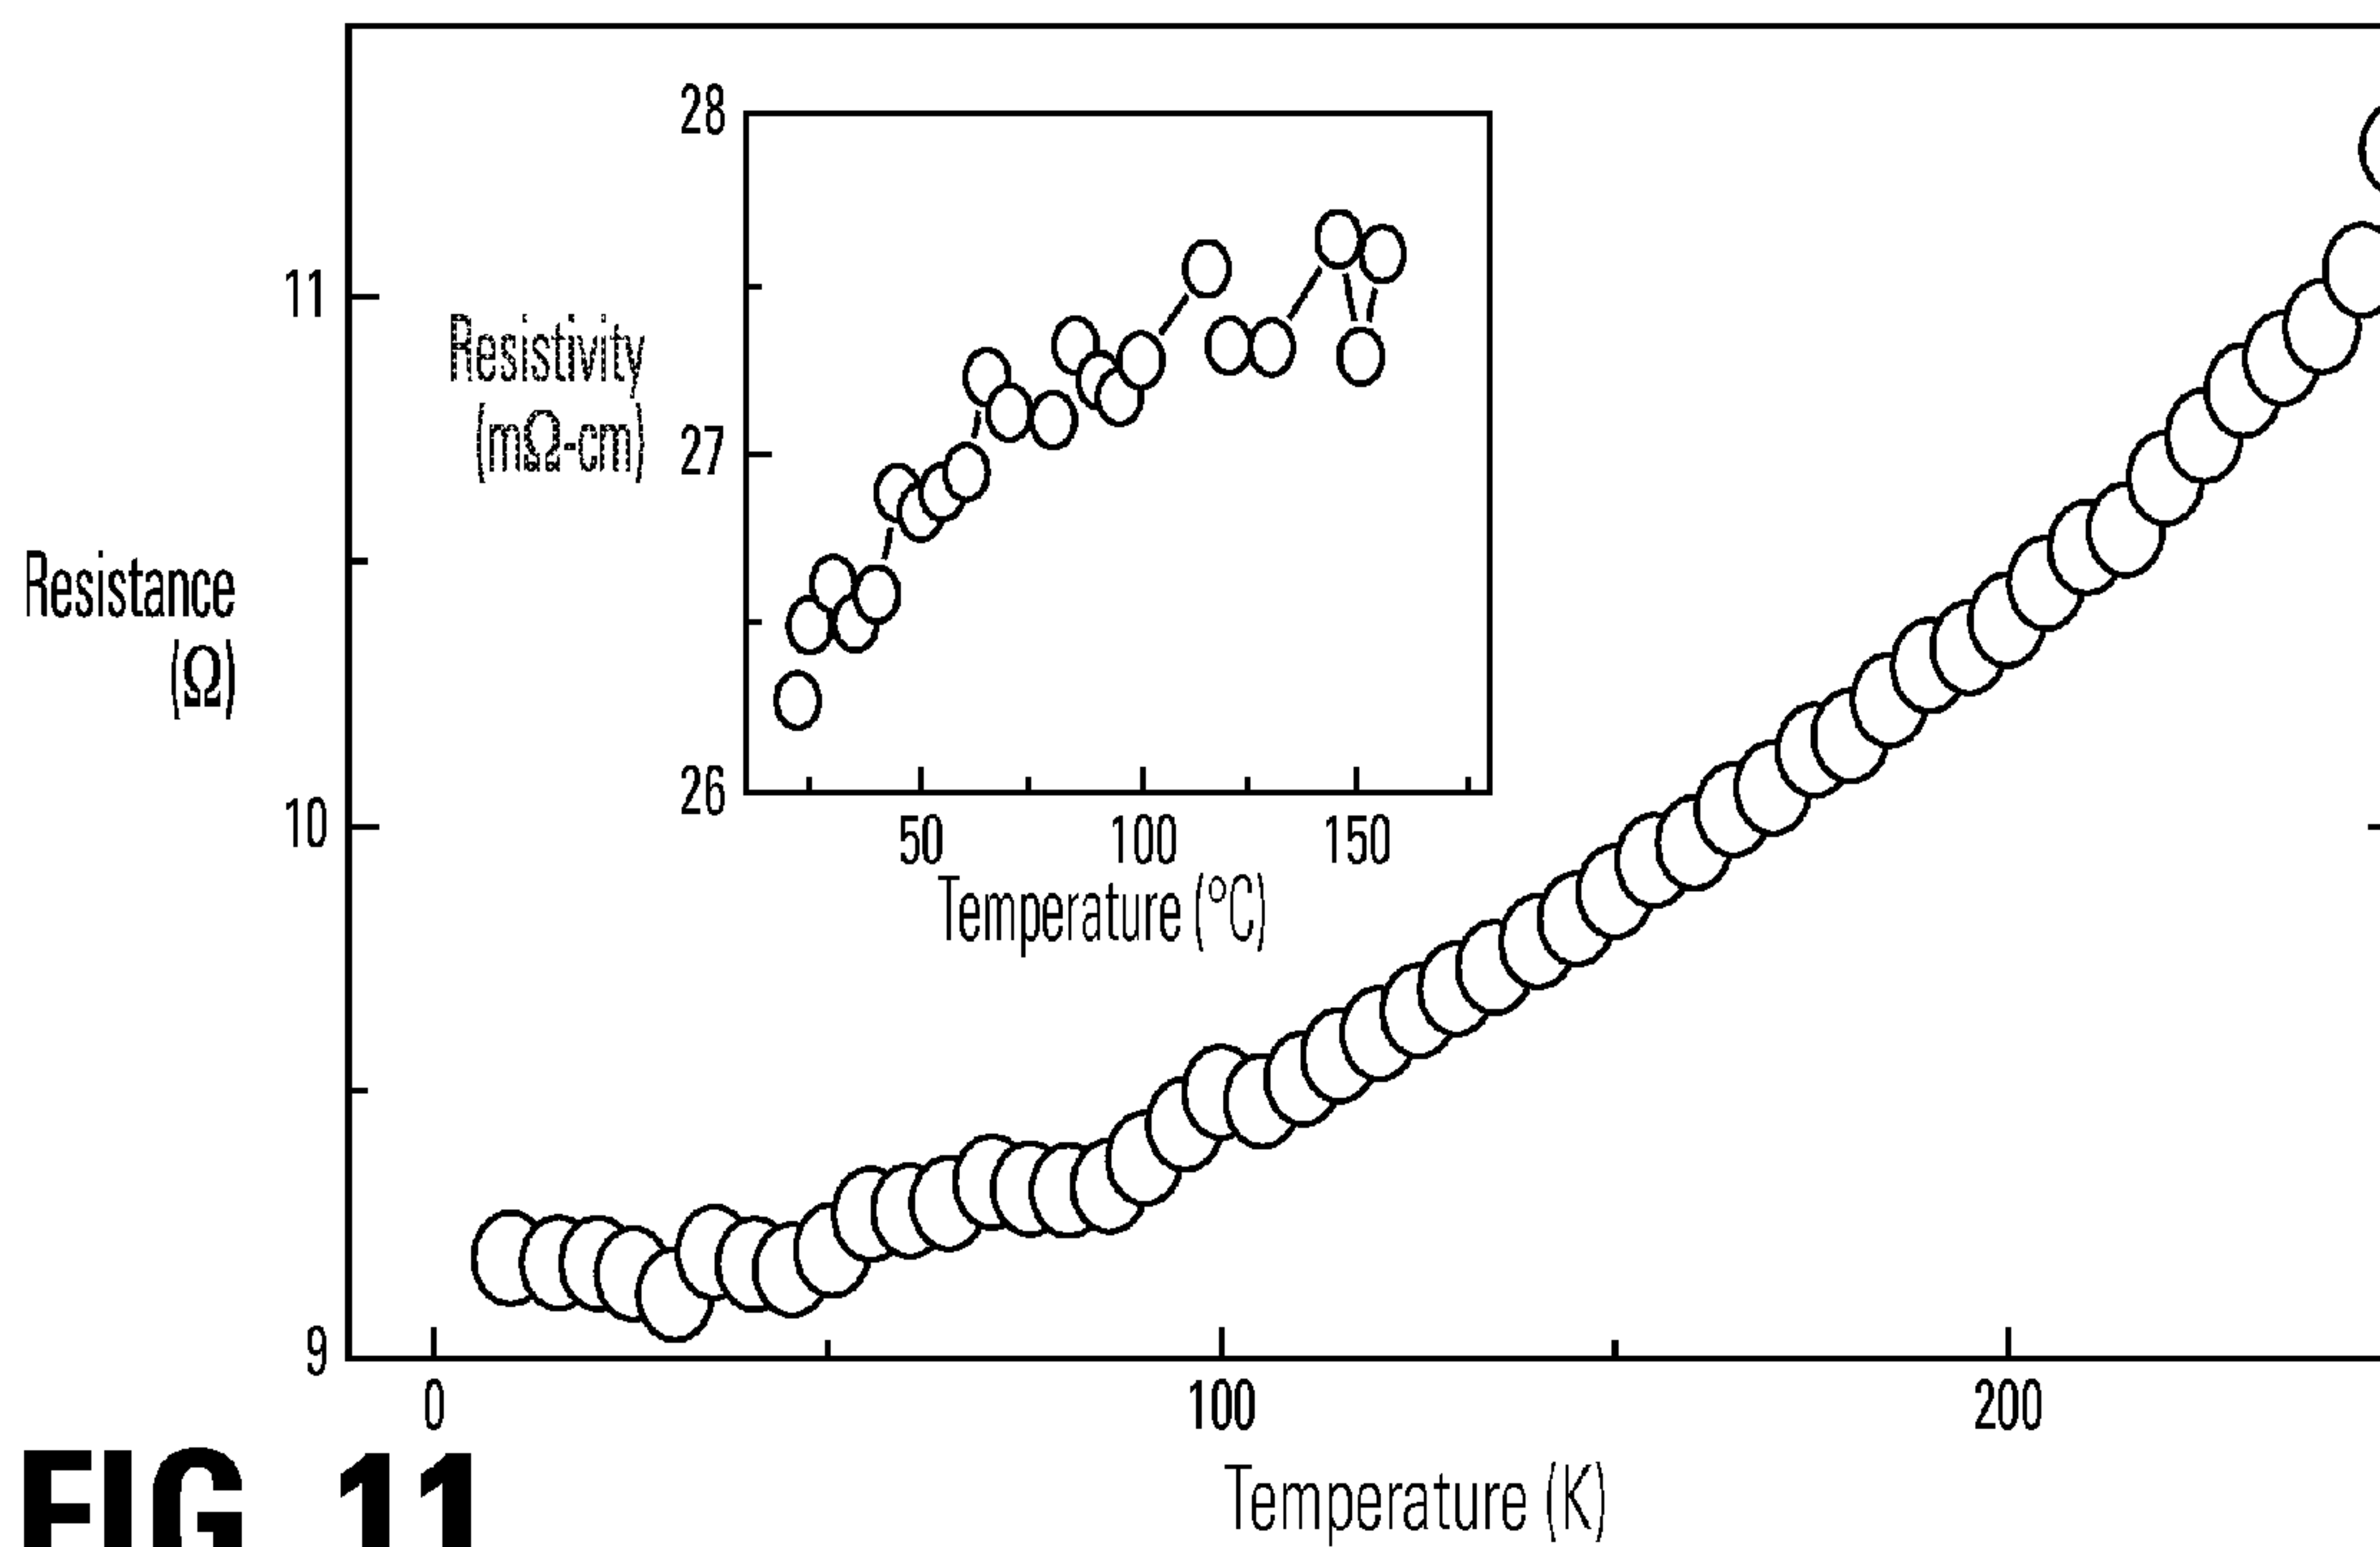 28
11
Resistivity
(mΩ-cm)
27
Resistance
(Ω)
26
10
50 100 150
Temperature (°C)
9
0 100 200
Temperature (K)
FIG 11